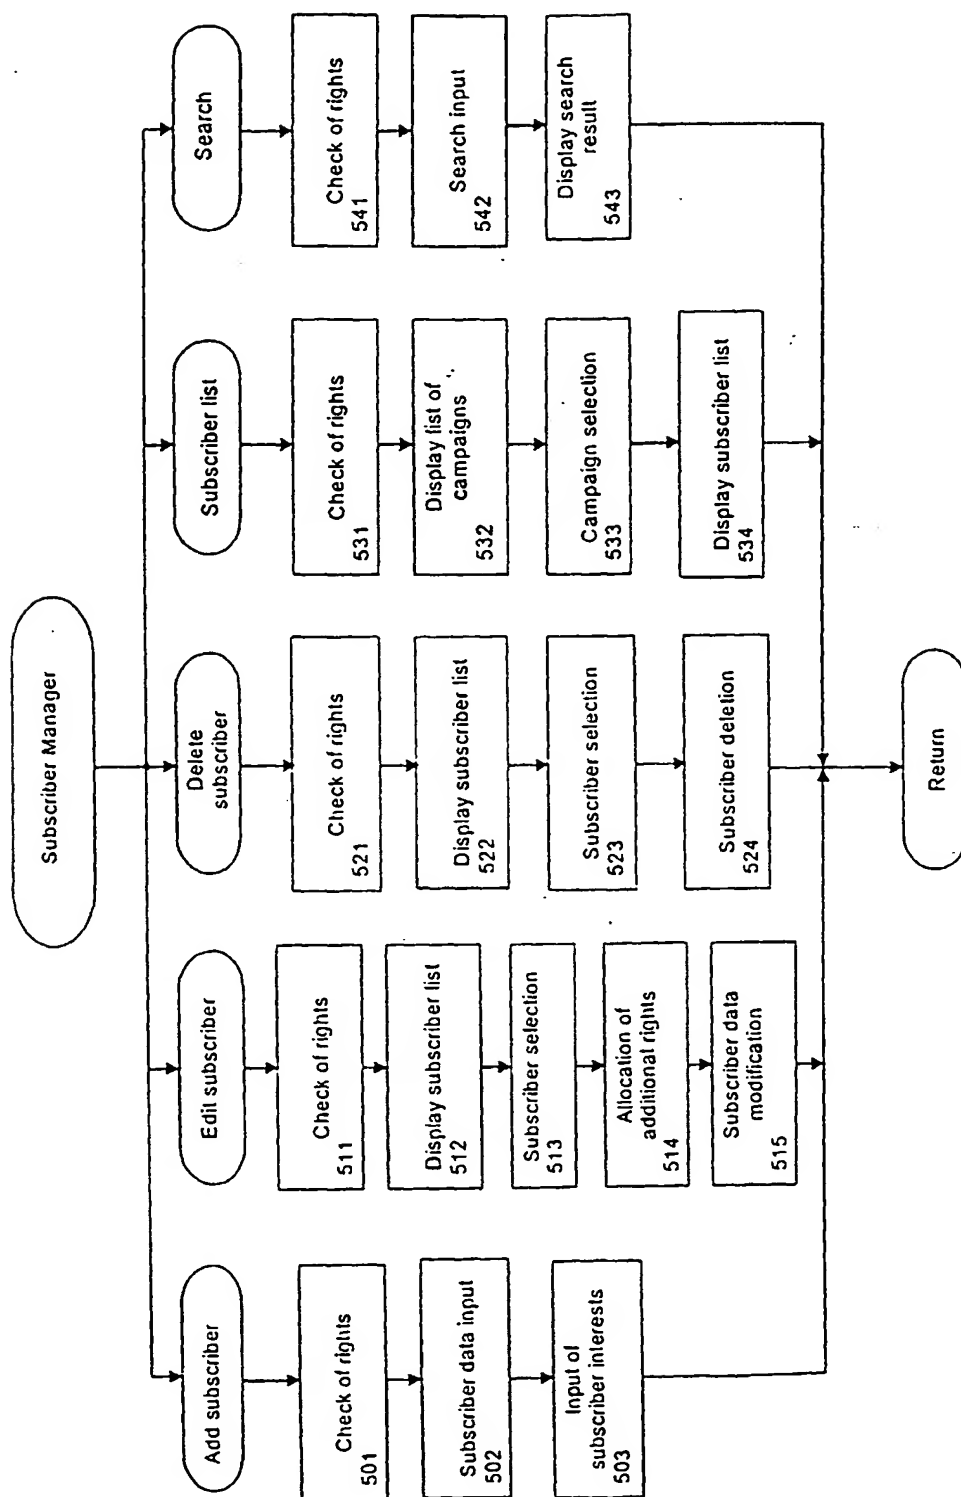 Subscriber Manager
Add subscriber
Check of rights
501
Subscriber data input
502
Input of
subscriber interests
503
Edit subscriber
Check of rights
511
Display subscriber list
512
Subscriber selection
513
Allocation of
additional rights
514
Subscriber data
modification
515
Delete
subscriber
Check of rights
521
Display subscriber list
522
Subscriber selection
523
Subscriber deletion
524
Subscriber list
Check of rights
531
Display list of
campaigns
532
Campaign selection
533
Display subscriber list
534
Search
Check of rights
541
Search input
542
Display search
result
543
Return